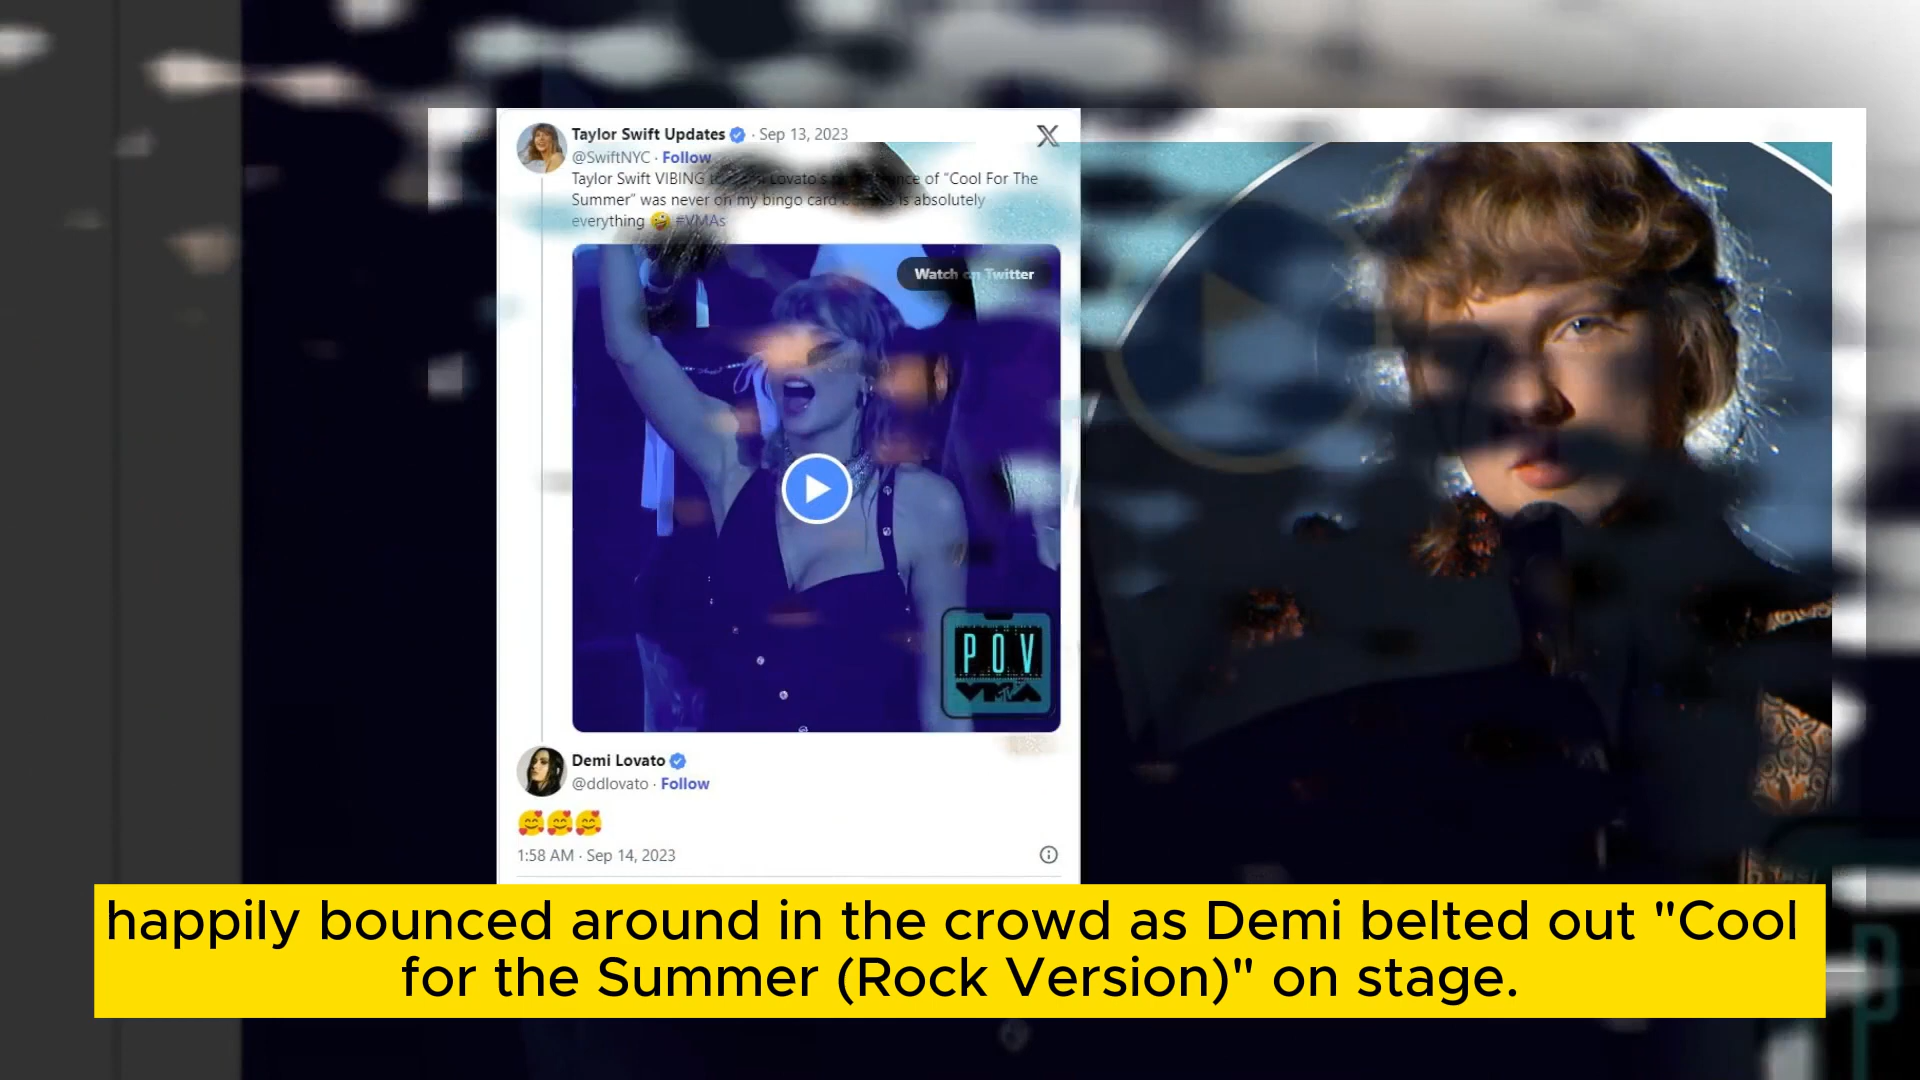 Taylor Swift Updates · Sep 13, 2023
@SwiftNYC · Follow
Taylor Swift VIBING Lovato's of "Cool For The
Summer" was never on my bingo card is absolutely
everything 🤪 #VMAs
Watch on Twitter
POV
VMA
Demi Lovato
@ddlovato · Follow
🥰🥰🥰
1:58 AM · Sep 14, 2023
happily bounced around in the crowd as Demi belted out "Cool
for the Summer (Rock Version)" on stage.